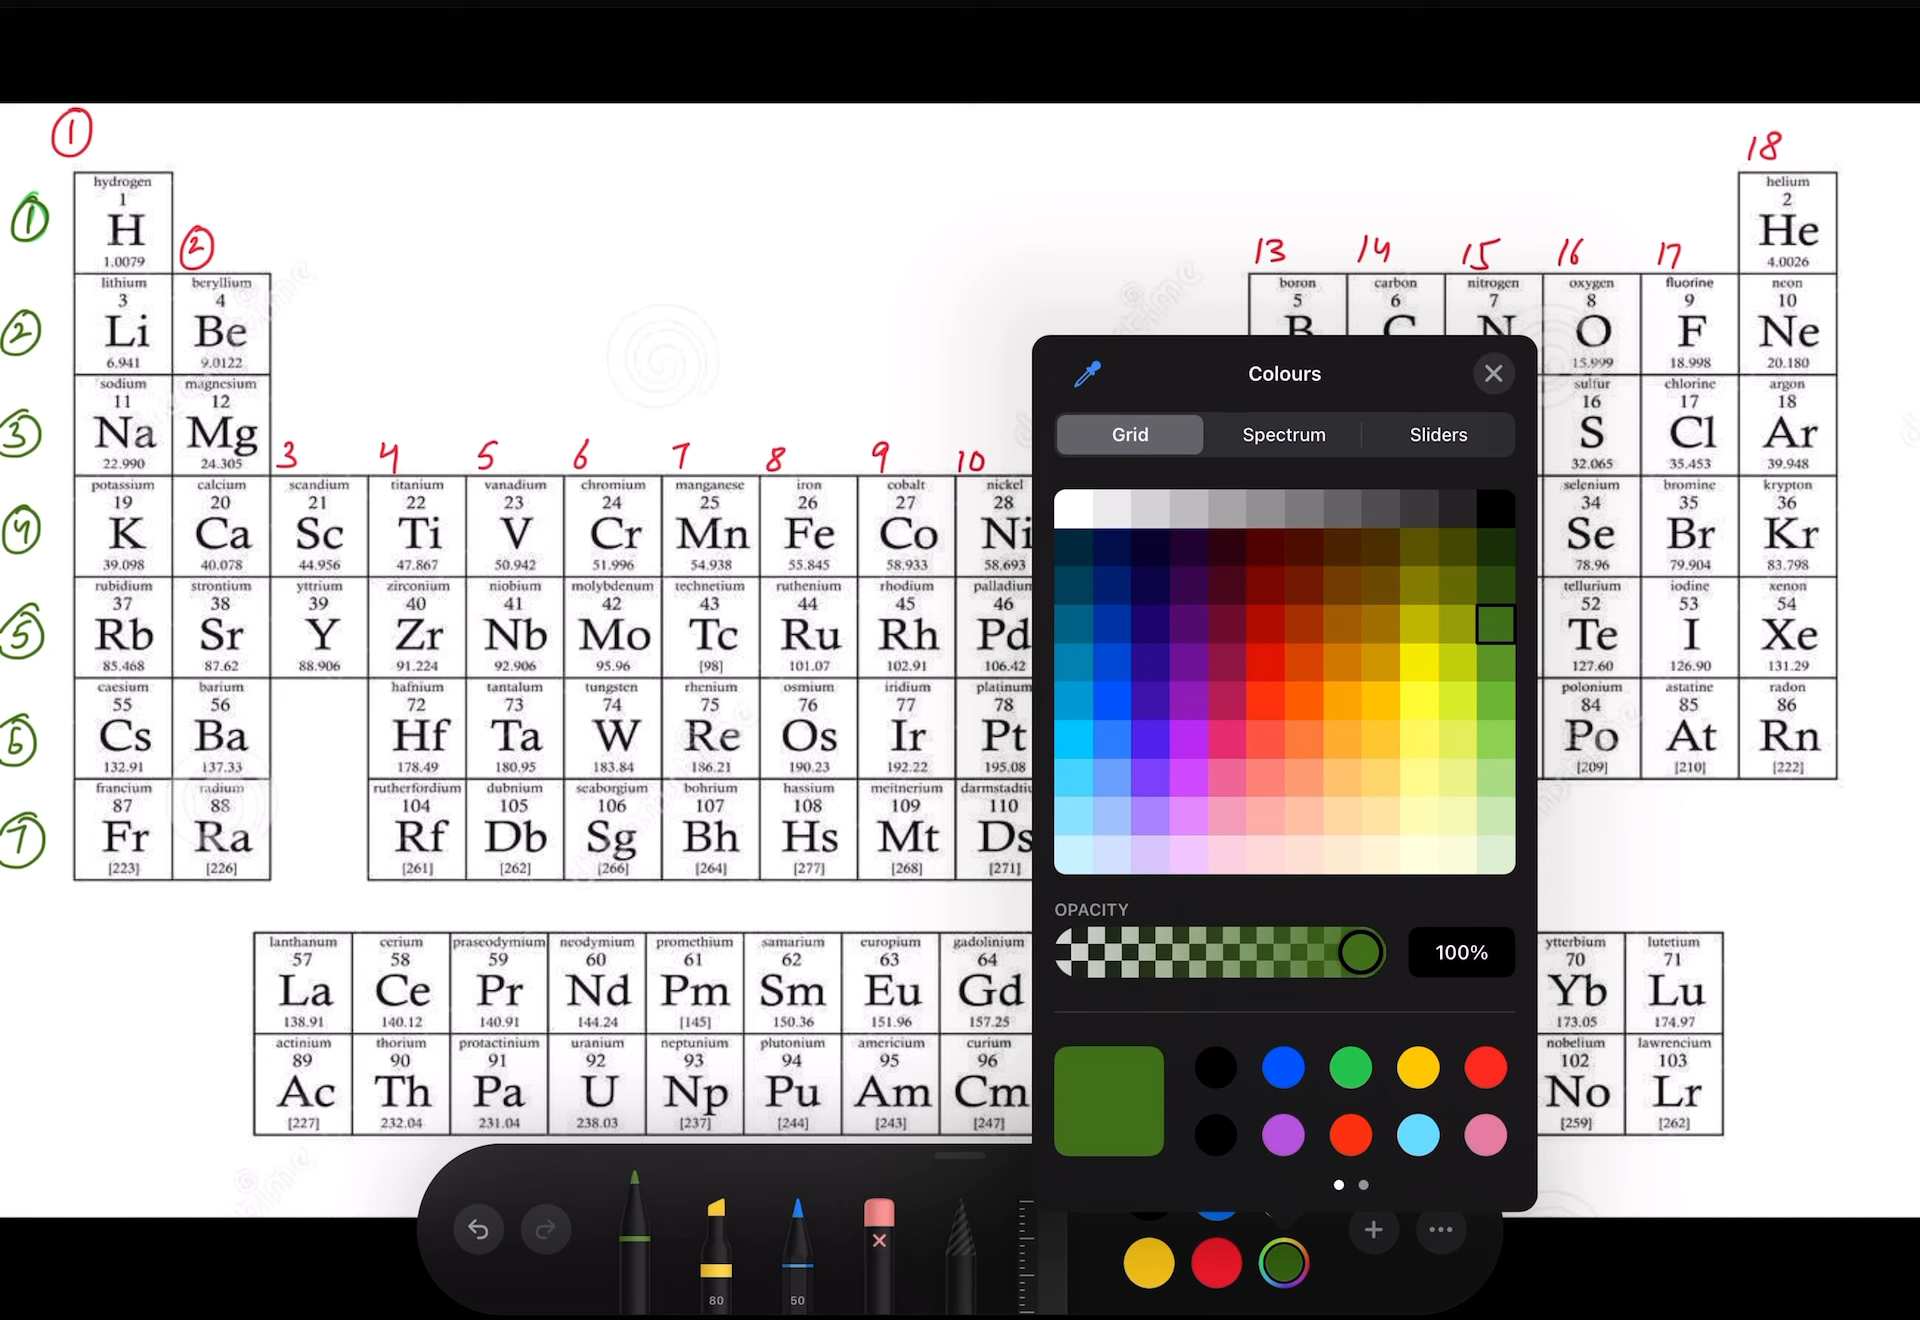 1
18
hydrogen
1
H
1.0079
helium
2
He
4.0026
1
2
13 14 15 16 17
lithium beryllium boron carbon nitrogen oxygen fluorine neon
3 4 5 6 7 8 9 10
Li Be B C N O F Ne
6.941 9.0122 15.999 18.998 20.180
2
sodium magnesium sulfur chlorine argon
11 12 16 17 18
Na Mg S Cl Ar
22.990 24.305 32.065 35.453 39.948
3
3 4 5 6 7 8 9 10
potassium calcium scandium titanium vanadium chromium manganese iron cobalt nickel selenium bromine krypton
19 20 21 22 23 24 25 26 27 28 34 35 36
K Ca Sc Ti V Cr Mn Fe Co Ni Se Br Kr
39.098 40.078 44.956 47.867 50.942 51.996 54.938 55.845 58.933 58.693 78.96 79.904 83.798
4
rubidium strontium yttrium zirconium niobium molybdenum technetium ruthenium rhodium palladium tellurium iodine xenon
37 38 39 40 41 42 43 44 45 46 52 53 54
Rb Sr Y Zr Nb Mo Tc Ru Rh Pd Te I Xe
85.468 87.62 88.906 91.224 92.906 95.96 [98] 101.07 102.91 106.42 127.60 126.90 131.29
5
caesium barium hafnium tantalum tungsten rhenium osmium iridium platinum polonium astatine radon
55 56 72 73 74 75 76 77 78 84 85 86
Cs Ba Hf Ta W Re Os Ir Pt Po At Rn
132.91 137.33 178.49 180.95 183.84 186.21 190.23 192.22 195.08 [209] [210] [222]
6
francium radium rutherfordium dubnium seaborgium bohrium hassium meitnerium darmstadtiu
87 88 104 105 106 107 108 109 110
Fr Ra Rf Db Sg Bh Hs Mt Ds
[223] [226] [261] [262] [266] [264] [277] [268] [271]
7
lanthanum cerium praseodymium neodymium promethium samarium europium gadolinium ytterbium lutetium
57 58 59 60 61 62 63 64 70 71
La Ce Pr Nd Pm Sm Eu Gd Yb Lu
138.91 140.12 140.91 144.24 [145] 150.36 151.96 157.25 173.05 174.97
actinium thorium protactinium uranium neptunium plutonium americium curium nobelium lawrencium
89 90 91 92 93 94 95 96 102 103
Ac Th Pa U Np Pu Am Cm No Lr
[227] 232.04 231.04 238.03 [237] [244] [243] [247] [259] [262]
Colours
Grid Spectrum Sliders
OPACITY
100%
80 50